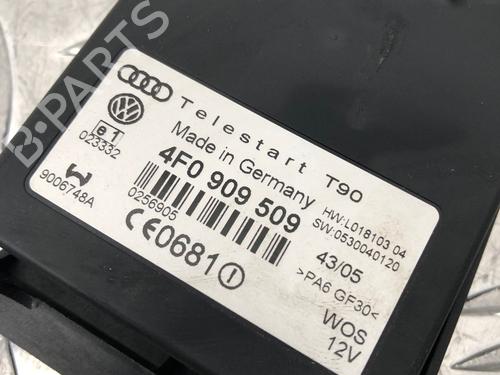 B-PARTS
Telestart T90
Made in Germany
e1
023332
4F0 909 509
HW:L018103 04
SW:0530040120
9006748A
0256905
43/05
CE0681
>PA6 GF30<
WOS
12V